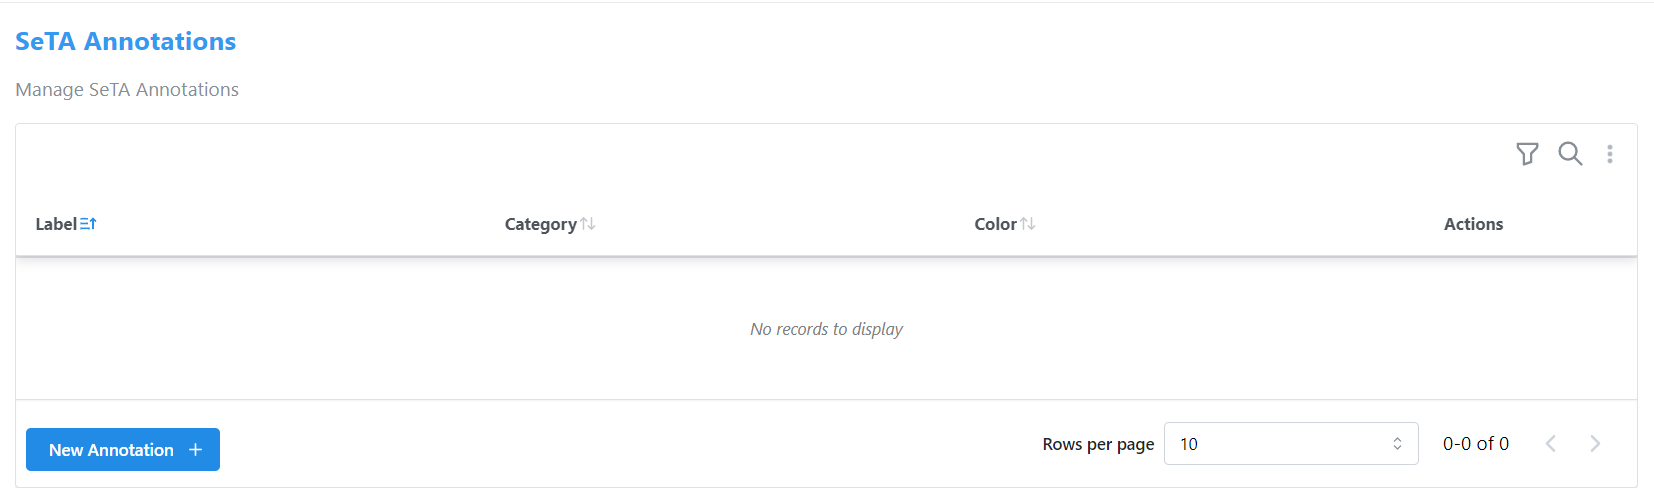 SeTA Annotations
Manage SeTA Annotations
Label Category Color Actions
No records to display
New Annotation + Rows per page 10 0-0 of 0